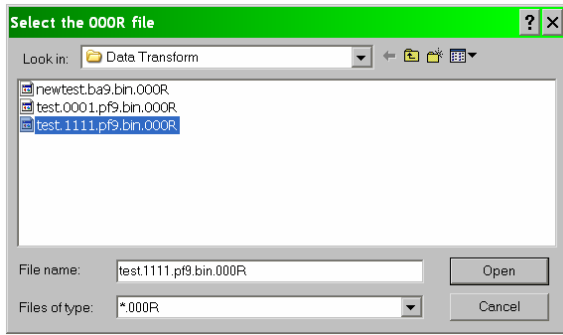 Select the 000R file
Look in: Data Transform
newtest.ba9.bin.000R
test.0001.pf9.bin.000R
test.1111.pf9.bin.000R
File name: test.1111.pf9.bin.000R Open
Files of type: *.000R Cancel